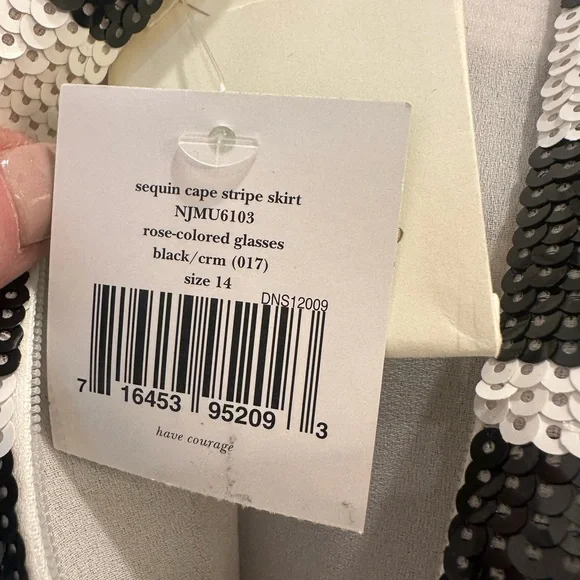 sequin cape stripe skirt
NJMU6103
rose-colored glasses
black/crm (017)
size 14
DNS12009
7 16453 95209 3
have courage